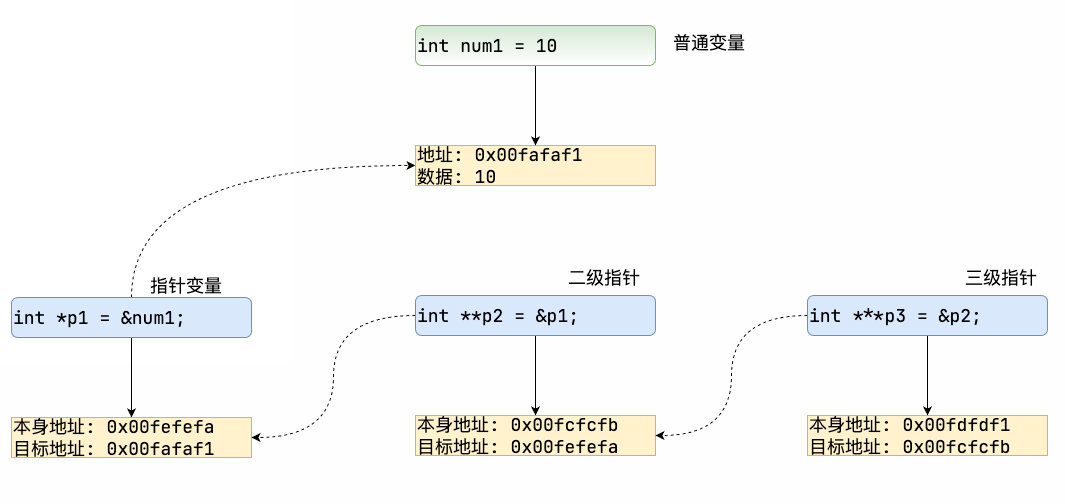 int num1 = 10
普通变量
地址: 0x00fafaf1
数据: 10
指针变量
int *p1 = &num1;
本身地址: 0x00fefefa
目标地址: 0x00fafaf1
二级指针
int **p2 = &p1;
本身地址: 0x00fcfcfb
目标地址: 0x00fefefa
三级指针
int ***p3 = &p2;
本身地址: 0x00fdfdf1
目标地址: 0x00fcfcfb